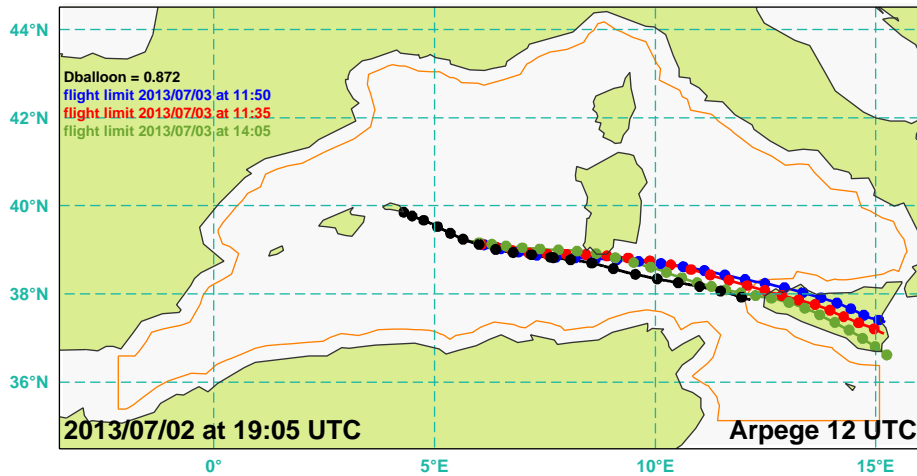 44°N
Dballoon = 0.872
flight limit 2013/07/03 at 11:50
flight limit 2013/07/03 at 11:35
flight limit 2013/07/03 at 14:05
42°N
40°N
38°N
36°N
2013/07/02 at 19:05 UTC
Arpege 12 UTC
0°
5°E
10°E
15°E